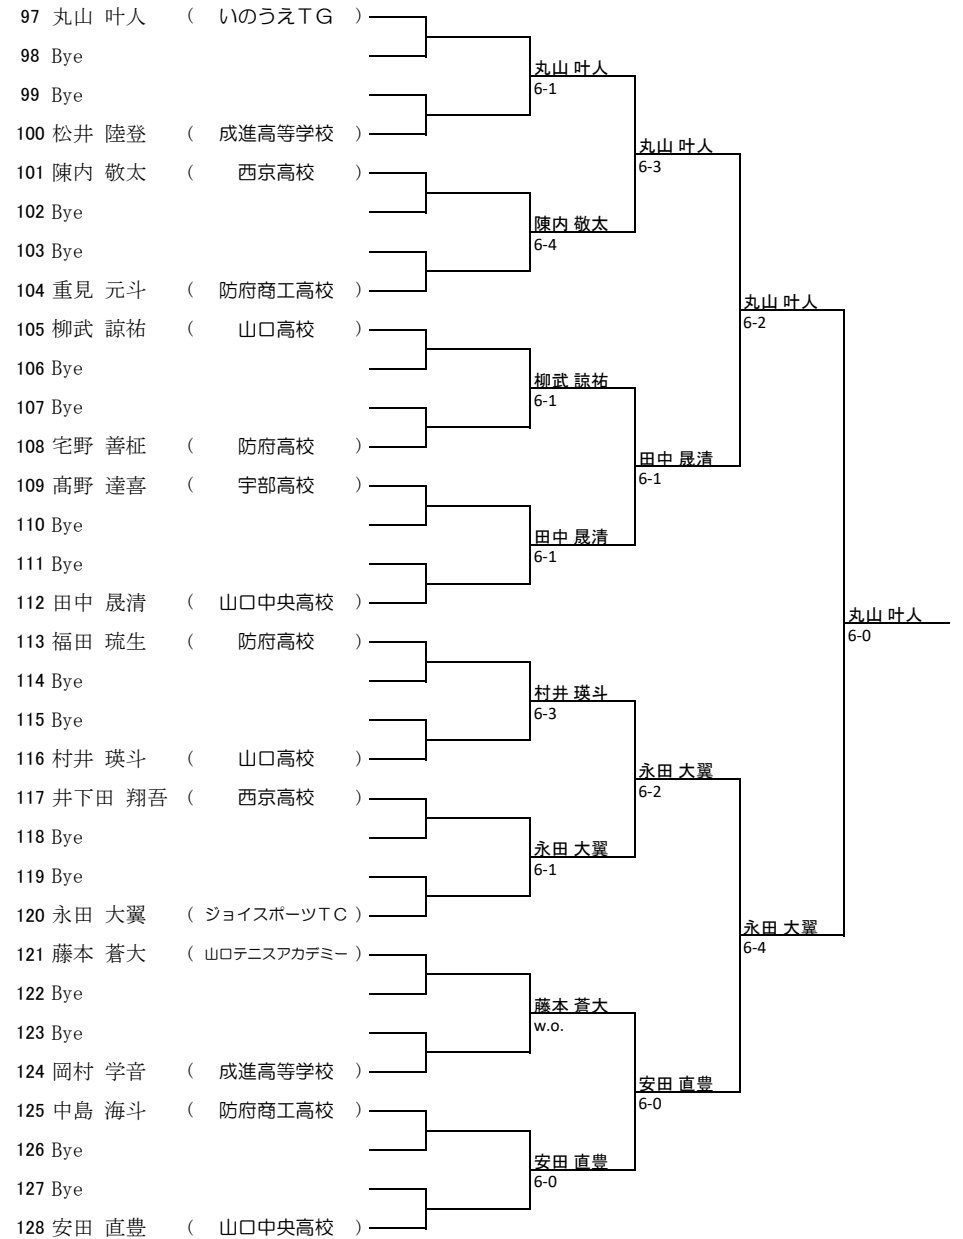 97 丸山 叶人 ( いのうえTG )
98 Bye
丸山 叶人
6-1
99 Bye
100 松井 陸登 ( 成進高等学校 )
丸山 叶人
6-3
101 陳内 敬太 ( 西京高校 )
102 Bye
陳内 敬太
6-4
103 Bye
104 重見 元斗 ( 防府商工高校 )
丸山 叶人
6-2
105 柳武 諒祐 ( 山口高校 )
106 Bye
柳武 諒祐
6-1
107 Bye
108 宅野 善柾 ( 防府高校 )
田中 晟清
6-1
109 髙野 達喜 ( 宇部高校 )
110 Bye
田中 晟清
6-1
111 Bye
112 田中 晟清 ( 山口中央高校 )
丸山 叶人
6-0
113 福田 琉生 ( 防府高校 )
114 Bye
村井 瑛斗
6-3
115 Bye
116 村井 瑛斗 ( 山口高校 )
永田 大翼
6-2
117 井下田 翔吾 ( 西京高校 )
118 Bye
永田 大翼
6-1
119 Bye
120 永田 大翼 ( ジョイスポーツTC )
永田 大翼
6-4
121 藤本 蒼大 ( 山口テニスアカデミー )
122 Bye
藤本 蒼大
w.o.
123 Bye
124 岡村 学音 ( 成進高等学校 )
安田 直豊
6-0
125 中島 海斗 ( 防府商工高校 )
126 Bye
安田 直豊
6-0
127 Bye
128 安田 直豊 ( 山口中央高校 )